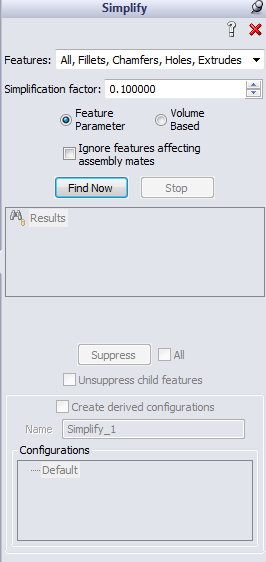 Simplify
?
Features: All, Fillets, Chamfers, Holes, Extrudes
Simplification factor: 0.100000
Feature Volume
Parameter Based
Ignore features affecting
assembly mates
Find Now Stop
Results
Suppress All
Unsuppress child features
Create derived configurations
Name Simplify_1
Configurations
Default